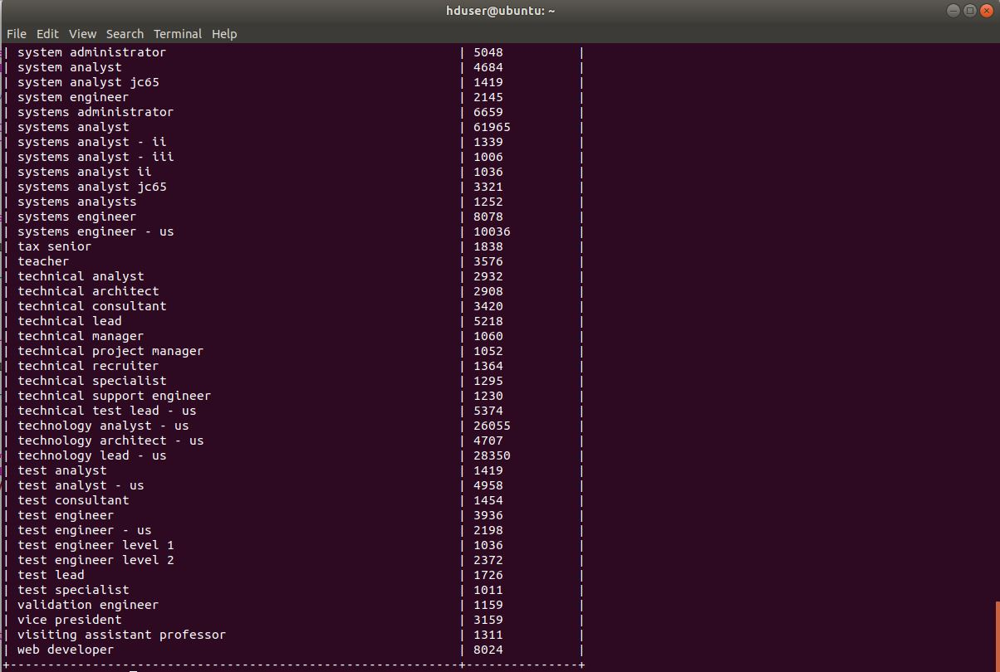 hduser@ubuntu: ~
File Edit View Search Terminal Help
| system administrator | 5048 |
| system analyst | 4684 |
| system analyst jc65 | 1419 |
| system engineer | 2145 |
| systems administrator | 6659 |
| systems analyst | 61965 |
| systems analyst - ii | 1339 |
| systems analyst - iii | 1006 |
| systems analyst ii | 1036 |
| systems analyst jc65 | 3321 |
| systems analysts | 1252 |
| systems engineer | 8078 |
| systems engineer - us | 10036 |
| tax senior | 1838 |
| teacher | 3576 |
| technical analyst | 2932 |
| technical architect | 2908 |
| technical consultant | 3420 |
| technical lead | 5218 |
| technical manager | 1060 |
| technical project manager | 1052 |
| technical recruiter | 1364 |
| technical specialist | 1295 |
| technical support engineer | 1230 |
| technical test lead - us | 5374 |
| technology analyst - us | 26055 |
| technology architect - us | 4707 |
| technology lead - us | 28350 |
| test analyst | 1419 |
| test analyst - us | 4958 |
| test consultant | 1454 |
| test engineer | 3936 |
| test engineer - us | 2198 |
| test engineer level 1 | 1036 |
| test engineer level 2 | 2372 |
| test lead | 1726 |
| test specialist | 1011 |
| validation engineer | 1159 |
| vice president | 3159 |
| visiting assistant professor | 1311 |
| web developer | 8024 |
+------------------------------------------------------------+---------------+